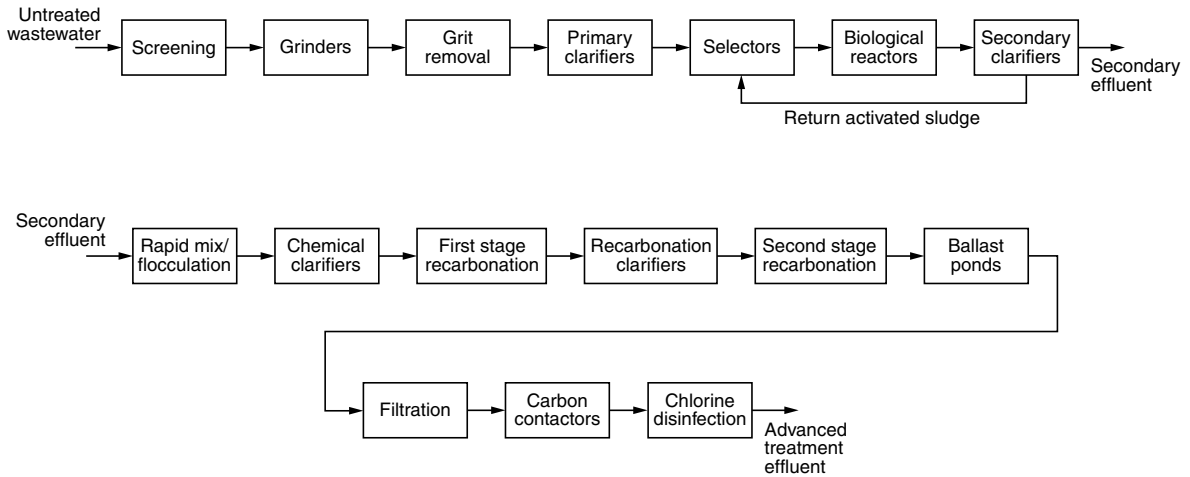 Untreated
wastewater
Screening
Grinders
Grit
removal
Primary
clarifiers
Selectors
Biological
reactors
Secondary
clarifiers
Secondary
effluent
Return activated sludge
Secondary
effluent
Rapid mix/
flocculation
Chemical
clarifiers
First stage
recarbonation
Recarbonation
clarifiers
Second stage
recarbonation
Ballast
ponds
Filtration
Carbon
contactors
Chlorine
disinfection
Advanced
treatment
effluent